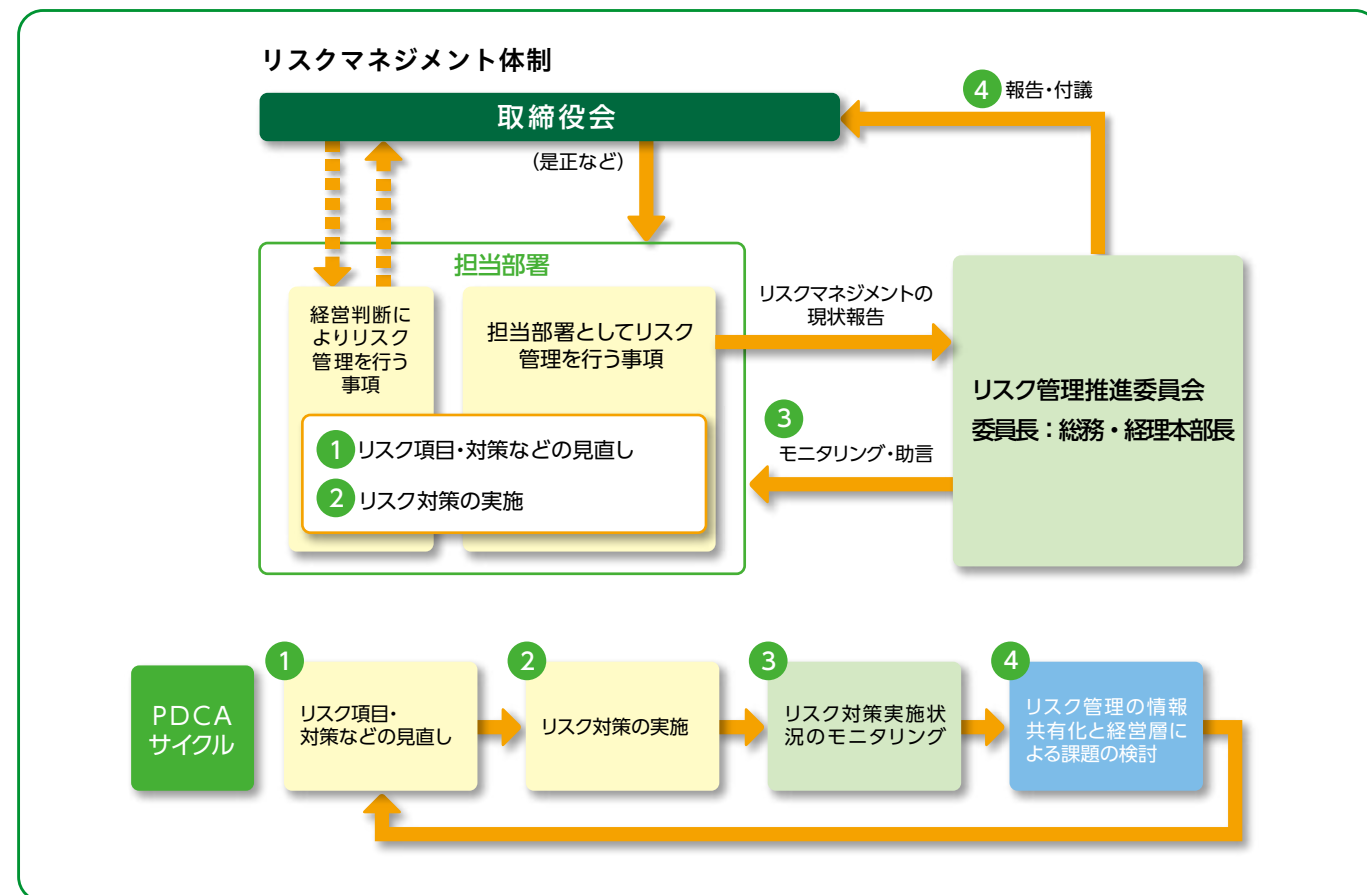 リスクマネジメント体制
取締役会
4 報告・付議
(是正など)
担当部署
経営判断に
よりリスク
管理を行う
事項
担当部署としてリスク
管理を行う事項
リスクマネジメントの
現状報告
リスク管理推進委員会
委員長：総務・経理本部長
3
モニタリング・助言
1 リスク項目・対策などの見直し
2 リスク対策の実施
PDCA
サイクル
1
リスク項目・
対策などの見直し
2
リスク対策の実施
3
リスク対策実施状
況のモニタリング
4
リスク管理の情報
共有化と経営層に
よる課題の検討